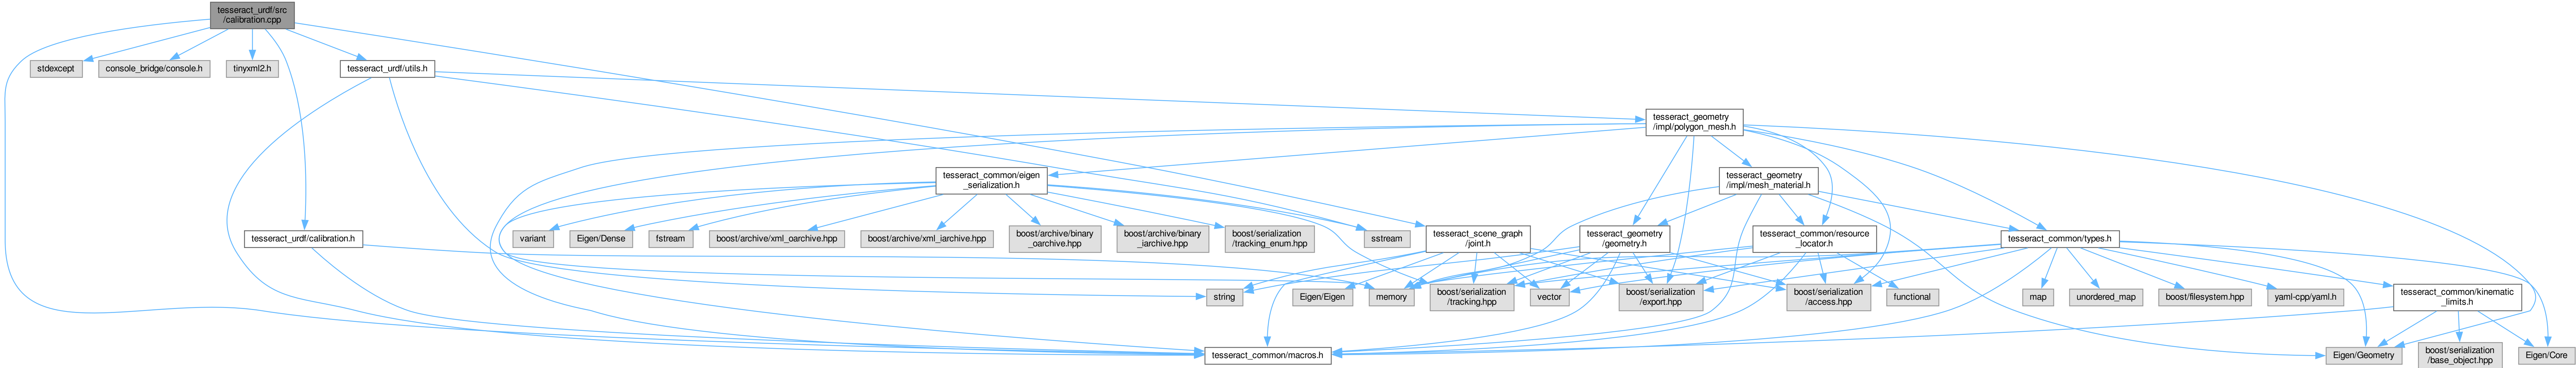 tesseract_urdf/src
/calibration.cpp
stdexcept
console_bridge/console.h
tinyxml2.h
tesseract_urdf/utils.h
tesseract_geometry
/impl/polygon_mesh.h
tesseract_common/eigen
_serialization.h
tesseract_geometry
/impl/mesh_material.h
tesseract_urdf/calibration.h
variant
Eigen/Dense
fstream
boost/archive/xml_oarchive.hpp
boost/archive/xml_iarchive.hpp
boost/archive/binary
_oarchive.hpp
boost/archive/binary
_iarchive.hpp
boost/serialization
/tracking_enum.hpp
sstream
tesseract_scene_graph
/joint.h
tesseract_geometry
/geometry.h
tesseract_common/resource
_locator.h
tesseract_common/types.h
string
Eigen/Eigen
memory
boost/serialization
/tracking.hpp
vector
boost/serialization
/export.hpp
boost/serialization
/access.hpp
functional
map
unordered_map
boost/filesystem.hpp
yaml-cpp/yaml.h
tesseract_common/kinematic
_limits.h
tesseract_common/macros.h
Eigen/Geometry
boost/serialization
/base_object.hpp
Eigen/Core